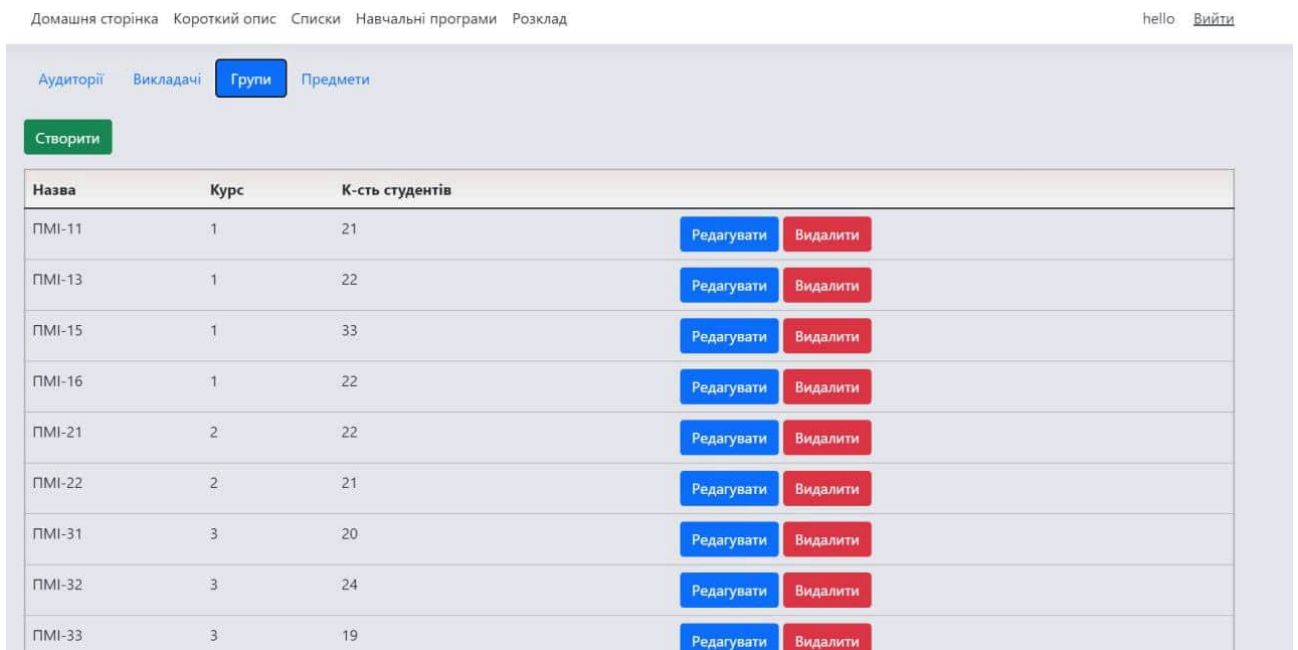 Домашня сторінка Короткий опис Списки Навчальні програми Розклад hello Вийти
Аудиторії Викладачі Групи Предмети
Створити
Назва Курс К-сть студентів
ПМІ-11 1 21 Редагувати Видалити
ПМІ-13 1 22 Редагувати Видалити
ПМІ-15 1 33 Редагувати Видалити
ПМІ-16 1 22 Редагувати Видалити
ПМІ-21 2 22 Редагувати Видалити
ПМІ-22 2 21 Редагувати Видалити
ПМІ-31 3 20 Редагувати Видалити
ПМІ-32 3 24 Редагувати Видалити
ПМІ-33 3 19 Редагувати Видалити